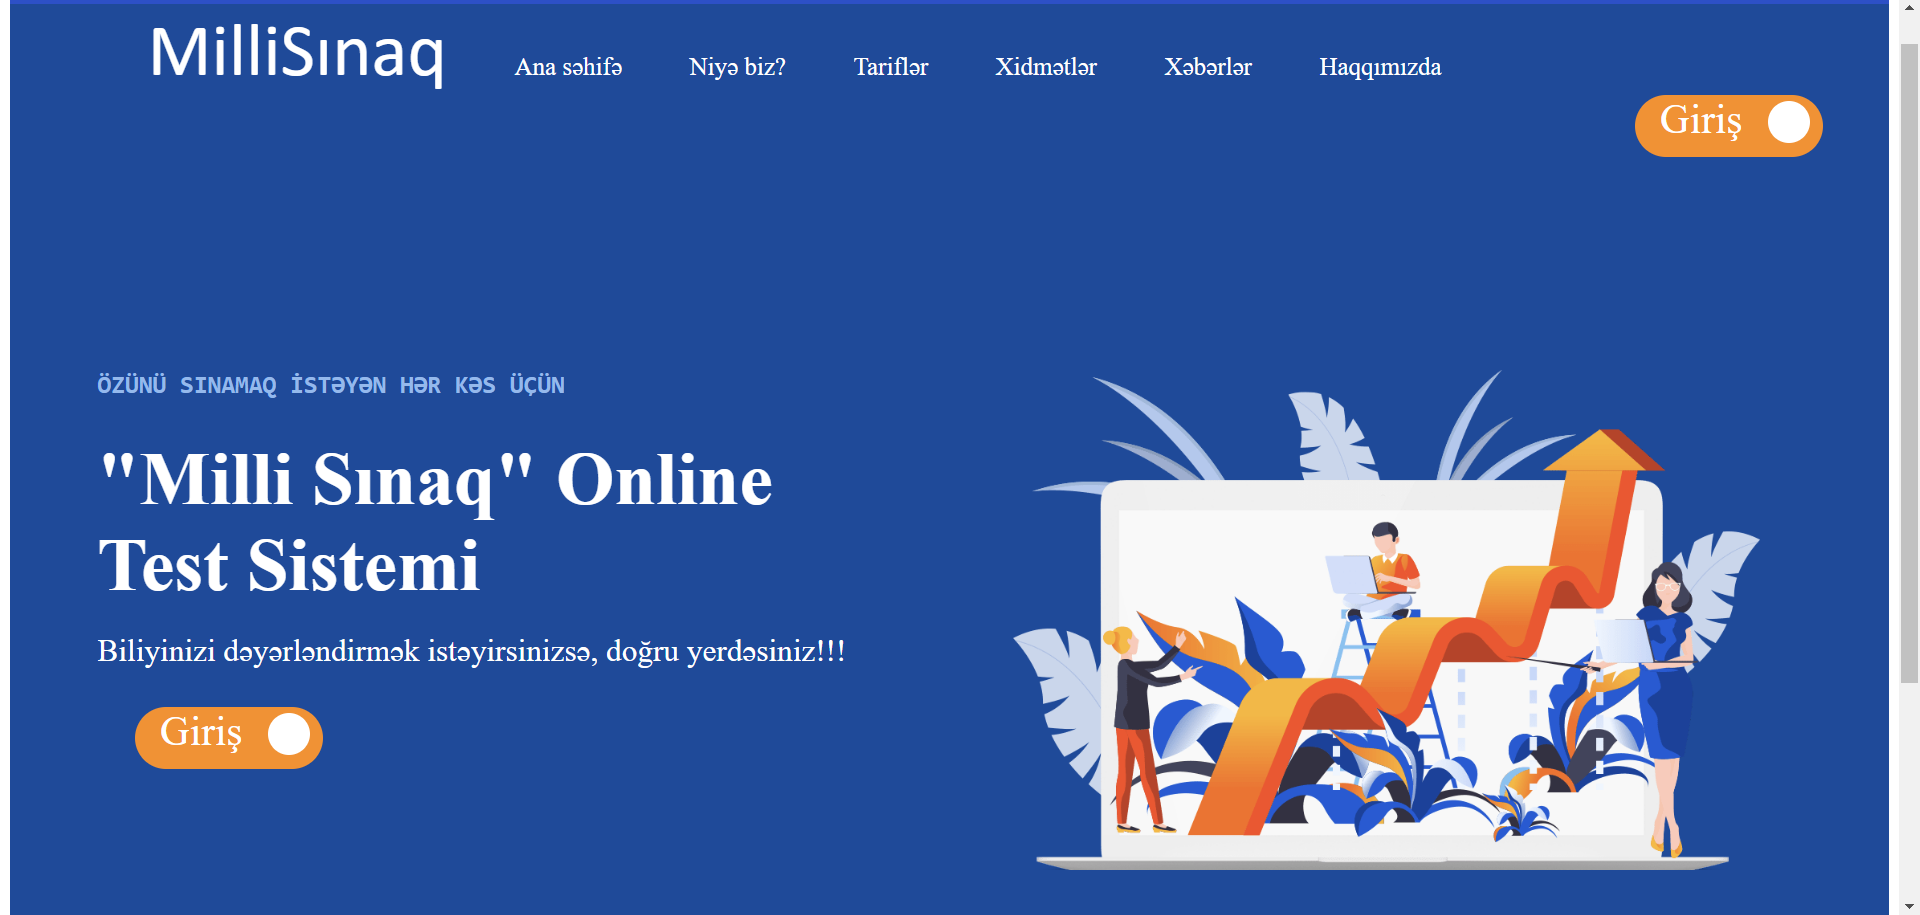 MilliSınaq
Ana səhifə Niyə biz? Tariflər Xidmətlər Xəbərlər Haqqımızda
Giriş
ÖZÜNÜ SINAMAQ İSTƏYƏN HƏR KƏS ÜÇÜN
"Milli Sınaq" Online
Test Sistemi
Biliyinizi dəyərləndirmək istəyirsinizsə, doğru yerdəsiniz!!!
Giriş